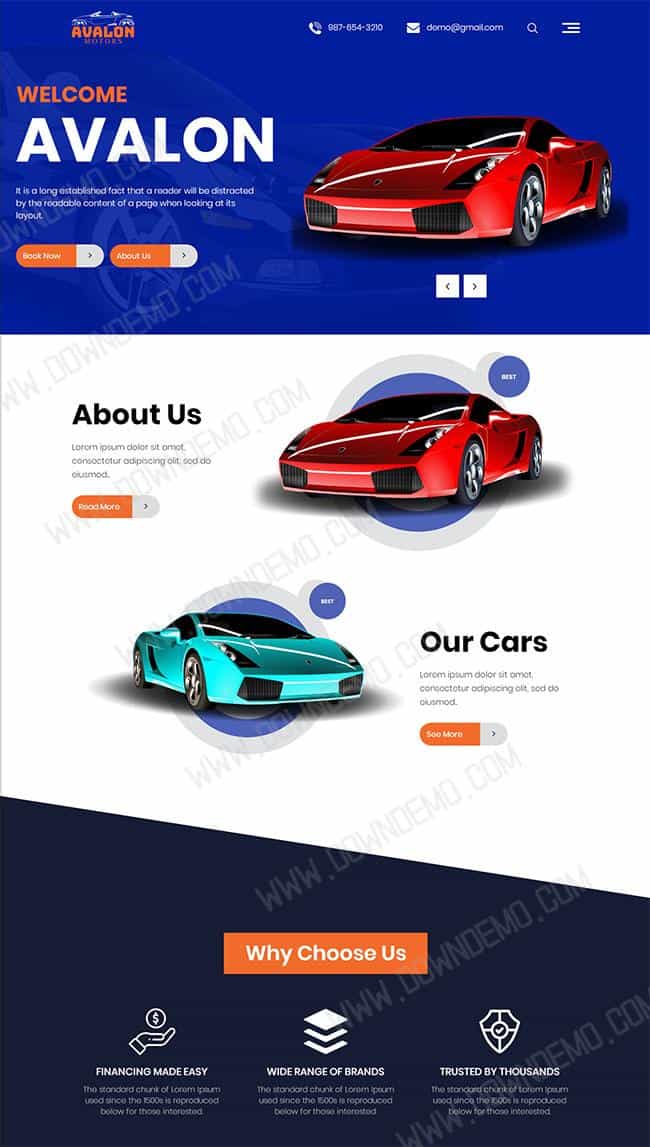 AVALON
MOTORS
987-654-3210
domo@gmail.com
WELCOME
AVALON
It is a long established fact that a reader will be distracted
by the readable content of a page when looking at its
layout.
Book Now
About Us
BEST
About Us
Lorem ipsum dolor sit amet,
consectetur adipiscing elit, sed do
eiusmod..
Read More
BEST
Our Cars
Lorem ipsum dolor sit amet,
consectetur adipiscing elit, sed do
eiusmod..
See More
Why Choose Us
FINANCING MADE EASY
The standard chunk of Lorem Ipsum
used since the 1500s is reproduced
below for those interested.
WIDE RANGE OF BRANDS
The standard chunk of Lorem Ipsum
used since the 1500s is reproduced
below for those interested.
TRUSTED BY THOUSANDS
The standard chunk of Lorem Ipsum
used since the 1500s is reproduced
below for those interested.
WWW.DOWNDEMO.COM
WWW.DOWNDEMO.COM
WWW.DOWNDEMO.COM
WWW.DOWNDEMO.COM
WWW.DOWNDEMO.COM